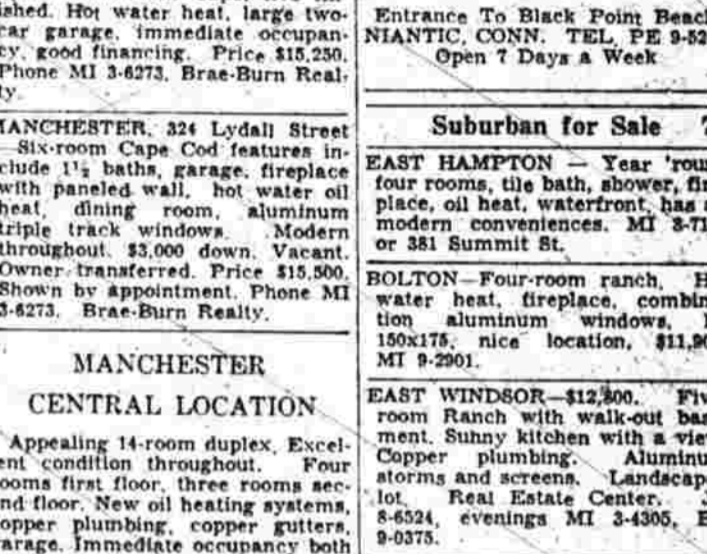 ished. Hot water heat, large two-
car garage, immediate occupan-
cy, good financing. Price $15,250.
Phone MI 3-6273. Brae-Burn Real-
ty.
MANCHESTER, 324 Lydall Street
—Six-room Cape Cod features in-
clude 1½ baths, garage, fireplace
with paneled wall, hot water oil
heat, dining room, aluminum
triple track windows. Modern
throughout. $3,000 down. Vacant.
Owner transferred. Price $15,500.
Shown by appointment. Phone MI
3-6273. Brae-Burn Realty.
MANCHESTER
CENTRAL LOCATION
Appealing 14-room duplex. Excel-
ent condition throughout. Four
ooms first floor, three rooms sec-
nd floor. New oil heating systems,
opper plumbing, copper gutters,
arage. Immediate occupancy both
Entrance To Black Point Beach
NIANTIC, CONN. TEL. PE 9-52
Open 7 Days a Week
Suburban for Sale 7
EAST HAMPTON — Year 'roun
four rooms, tile bath, shower, fir
place, oil heat, waterfront, has a
modern conveniences. MI 3-71
or 381 Summit St.
BOLTON—Four-room ranch. H
water heat, fireplace, combin
tion aluminum windows, l
150x175, nice location, $11,90
MI 9-2901.
EAST WINDSOR—$12,800. Fiv
room Ranch with walk-out bas
ment. Sunny kitchen with a vie
Copper plumbing. Aluminu
storms and screens. Landscap
lot. Real Estate Center. J
8-6524, evenings MI 3-4305, B
9-0375.